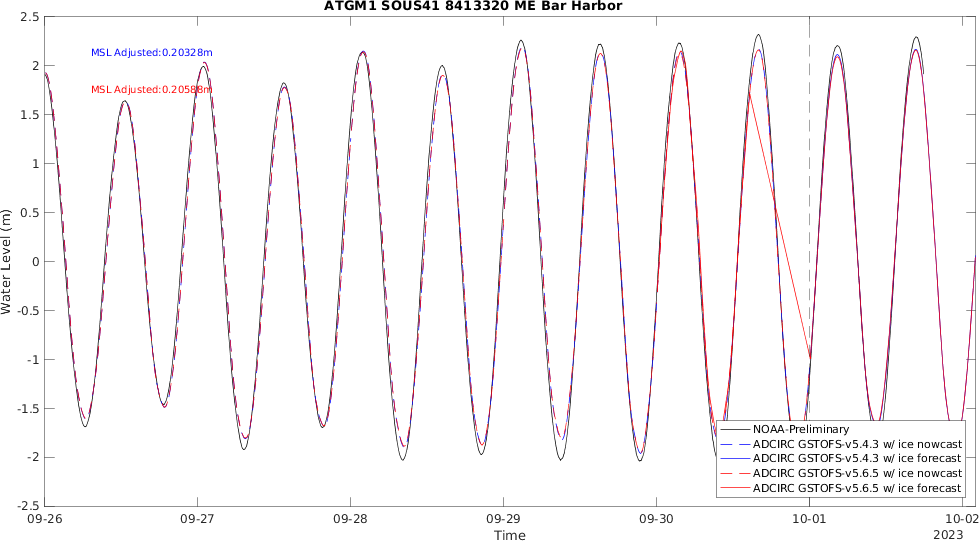 ATGM1 SOUS41 8413320 ME Bar Harbor
2.5
2
1.5
1
0.5
0
-0.5
-1
-1.5
-2
-2.5
Water Level (m)
MSL Adjusted:0.20328m
MSL Adjusted:0.20588m
NOAA-Preliminary
ADCIRC GSTOFS-v5.4.3 w/ ice nowcast
ADCIRC GSTOFS-v5.4.3 w/ ice forecast
ADCIRC GSTOFS-v5.6.5 w/ ice nowcast
ADCIRC GSTOFS-v5.6.5 w/ ice forecast
09-26 09-27 09-28 09-29 09-30 10-01 10-02
Time
2023